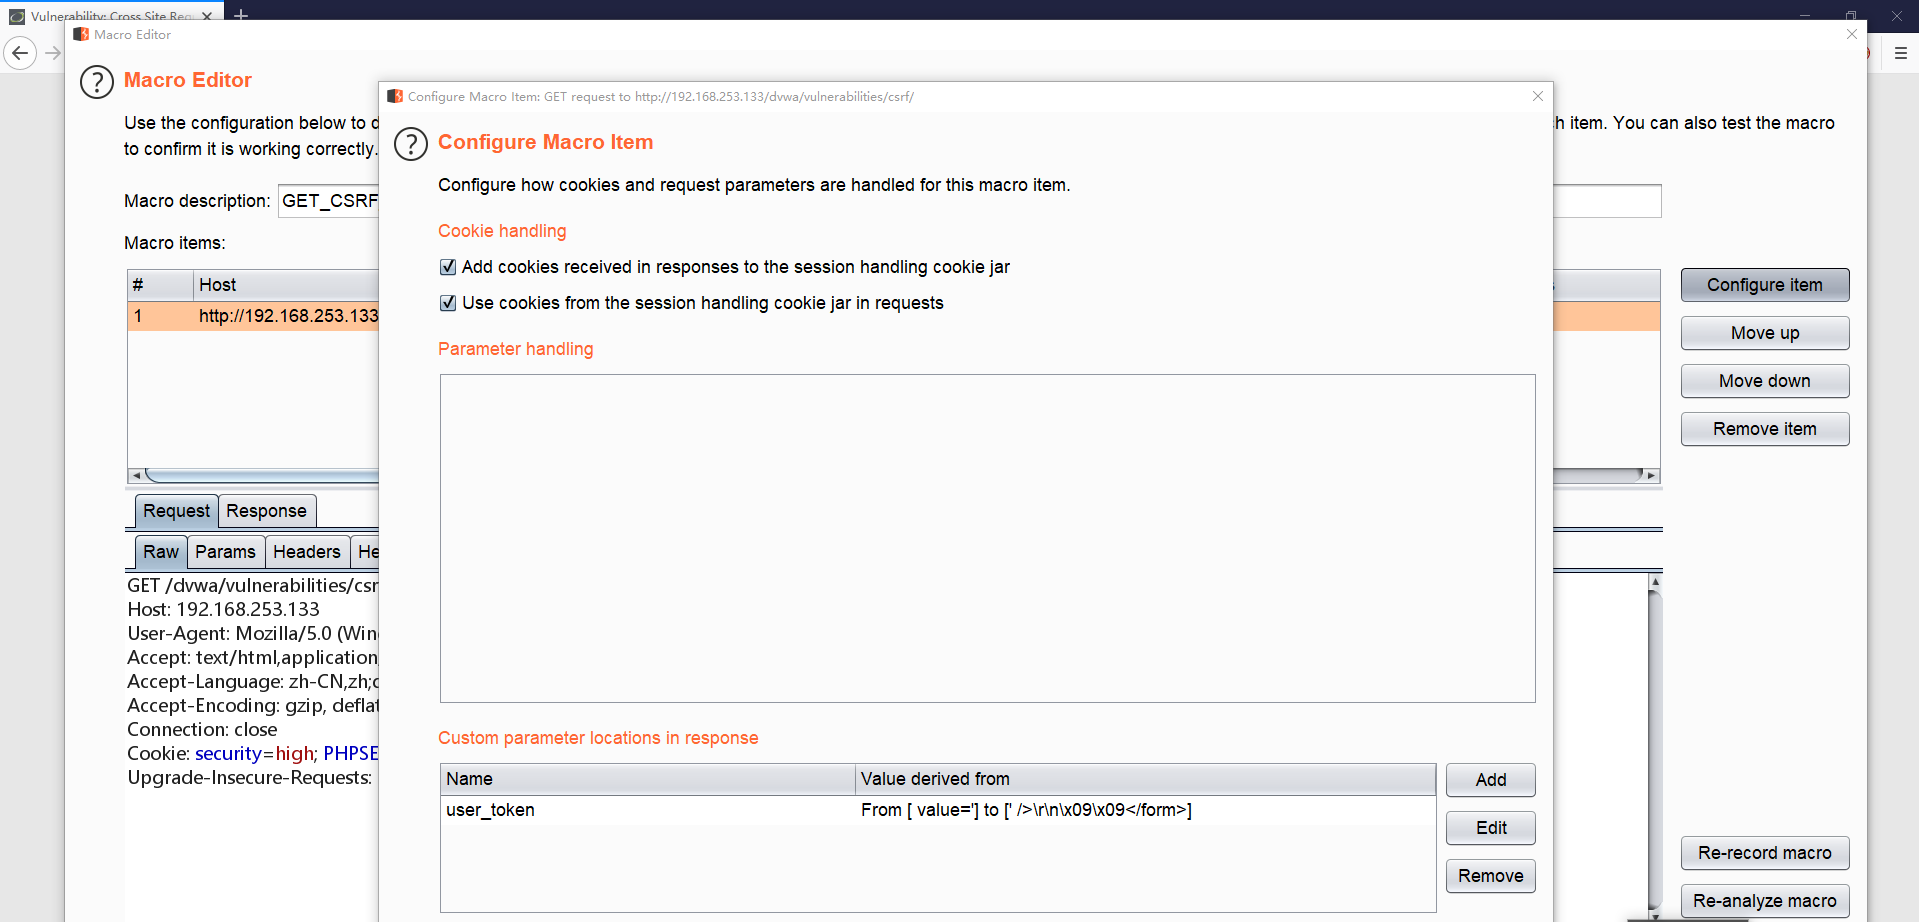 Vulnerability: Cross Site Req
Macro Editor
Macro Editor
Use the configuration below to d
h item. You can also test the macro
to confirm it is working correctly.
Macro description: GET_CSRF
Macro items:
# Host
1 http://192.168.253.133
Configure item
Move up
Move down
Remove item
Request Response
Raw Params Headers He
GET /dvwa/vulnerabilities/csr
Host: 192.168.253.133
User-Agent: Mozilla/5.0 (Win
Accept: text/html,application
Accept-Language: zh-CN,zh;
Accept-Encoding: gzip, deflat
Connection: close
Cookie: security=high; PHPSE
Upgrade-Insecure-Requests:
Re-record macro
Re-analyze macro
Configure Macro Item: GET request to http://192.168.253.133/dvwa/vulnerabilities/csrf/
Configure Macro Item
Configure how cookies and request parameters are handled for this macro item.
Cookie handling
Add cookies received in responses to the session handling cookie jar
Use cookies from the session handling cookie jar in requests
Parameter handling
Custom parameter locations in response
Name Value derived from
user_token From [ value='] to [' />\r\n\x09\x09</form>]
Add
Edit
Remove